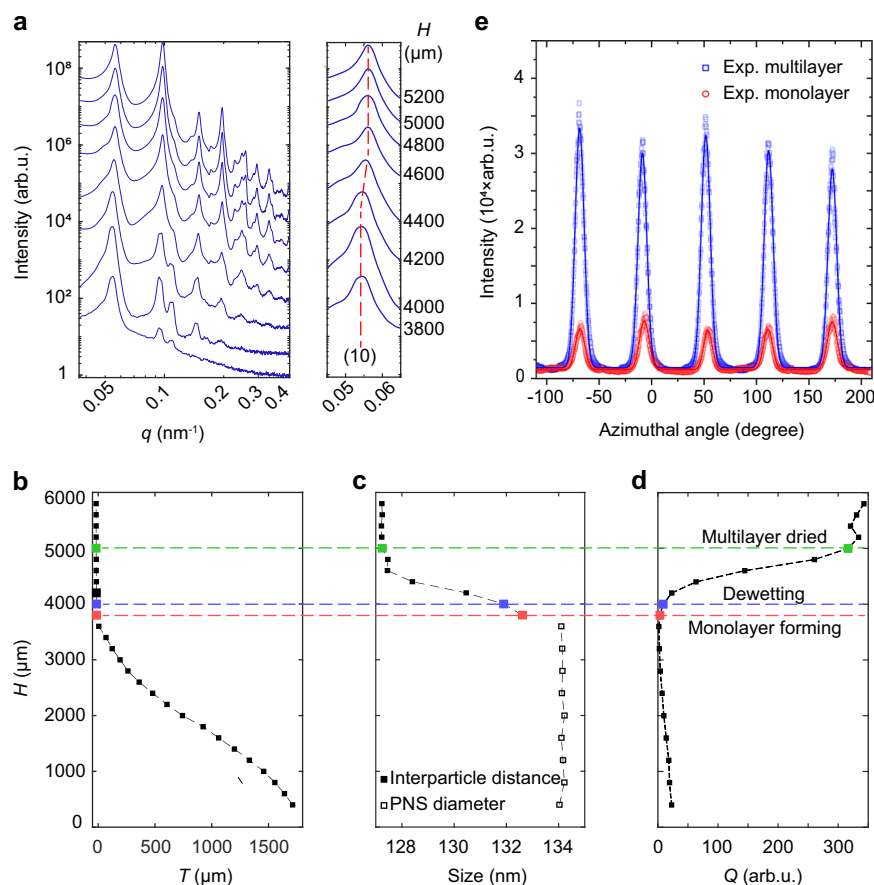 a
H
(µm)
10⁸
10⁶
10⁴
10²
1
Intensity (arb.u.)
0.05
0.1
0.2
0.3
0.4
q (nm⁻¹)
5200
5000
4800
4600
4400
4200
4000
3800
(10)
0.05
0.06
e
Exp. multilayer
Exp. monolayer
4
3
2
1
0
Intensity (10⁴×arb.u.)
-100 -50 0 50 100 150 200
Azimuthal angle (degree)
b
6000
5000
4000
3000
2000
1000
0
H (µm)
0 500 1000 1500
T (µm)
c
Interparticle distance
PNS diameter
128 130 132 134
Size (nm)
d
Multilayer dried
Dewetting
Monolayer forming
0 100 200 300
Q (arb.u.)